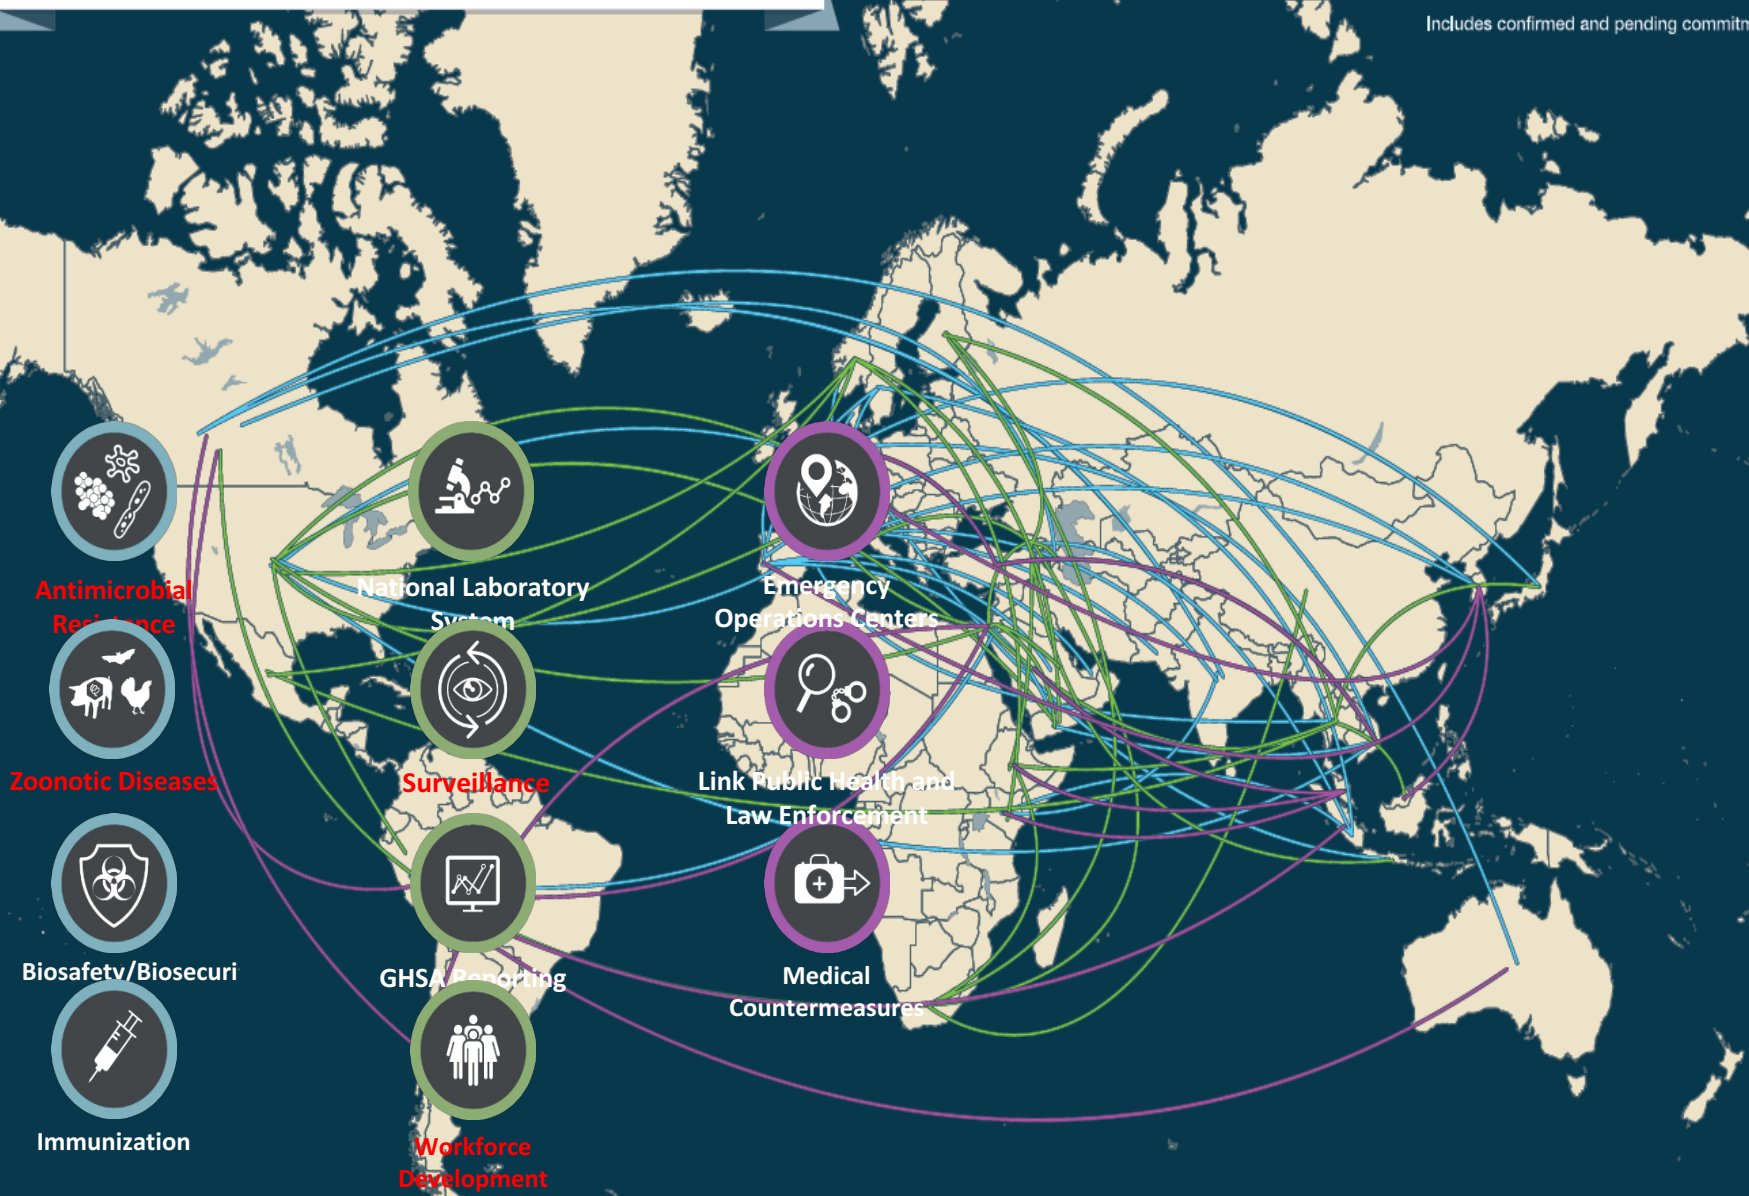 Includes confirmed and pending commitm
Antimicrobial
Resistance
National Laboratory
System
Emergency
Operations Centers
Zoonotic Diseases
Surveillance
Link Public Health and
Law Enforcement
Biosafety/Biosecuri
GHSA Reporting
Medical
Countermeasures
Immunization
Workforce
Development